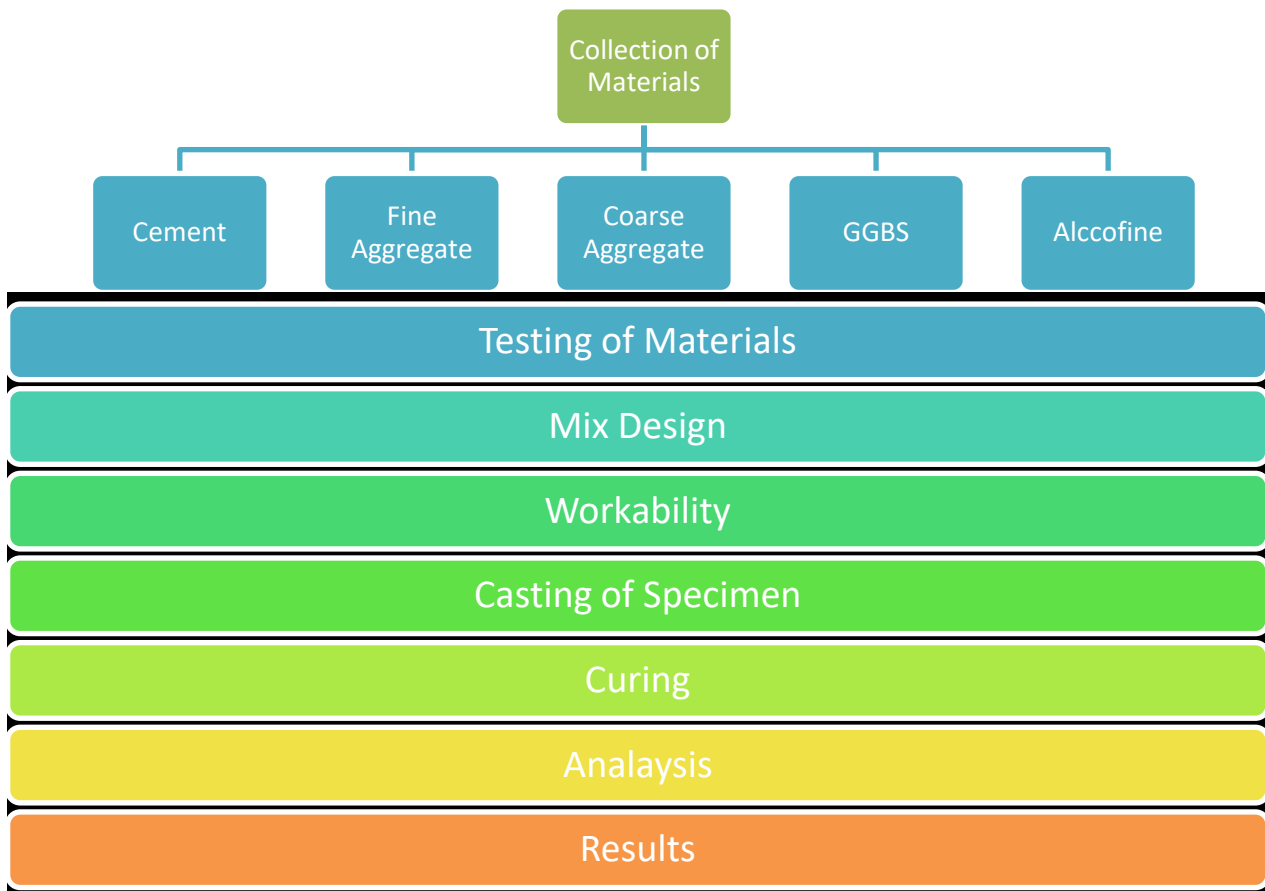 Collection of
Materials
Cement
Fine
Aggregate
Coarse
Aggregate
GGBS
Alccofine
Testing of Materials
Mix Design
Workability
Casting of Specimen
Curing
Analaysis
Results